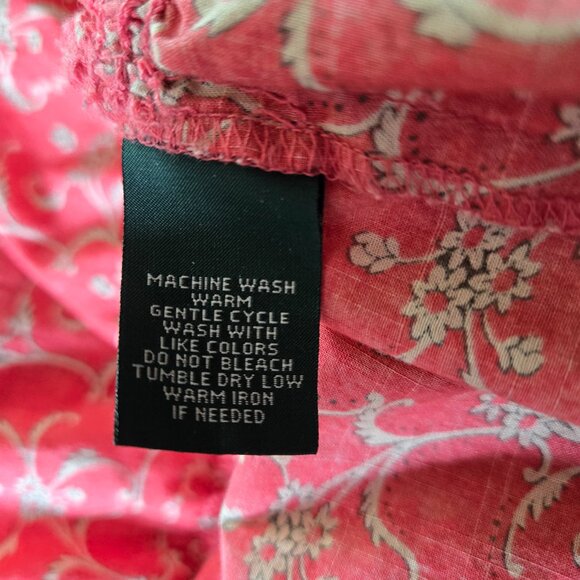 MACHINE WASH
WARM
GENTLE CYCLE
WASH WITH
LIKE COLORS
DO NOT BLEACH
TUMBLE DRY LOW
WARM IRON
IF NEEDED